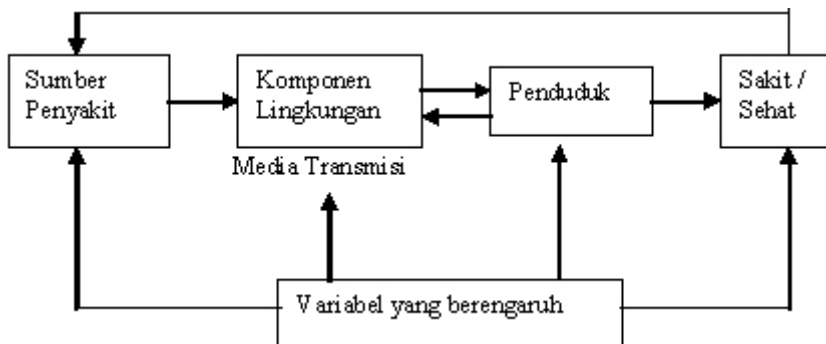 Sumber
Penyakit
Komponen
Lingkungan
Media Transmisi
Penduduk
Sakit /
Sehat
Variabel yang berengaruh